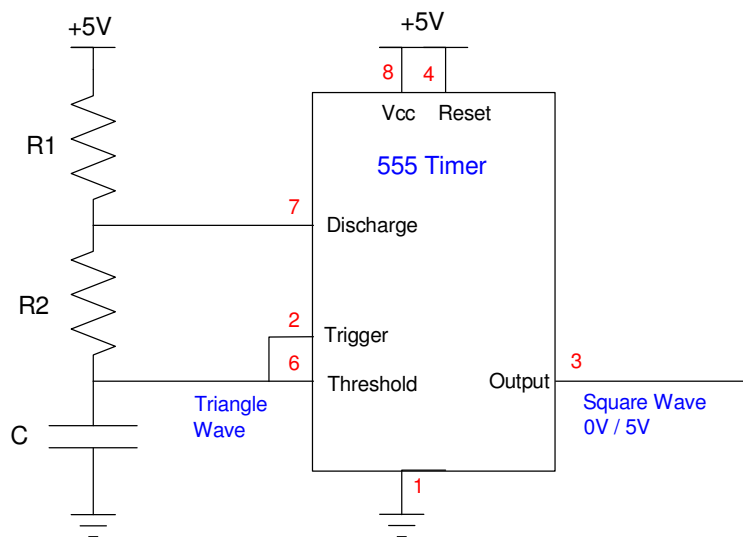 +5V
+5V
8
4
Vcc
Reset
R1
555 Timer
7
Discharge
R2
2
Trigger
6
Threshold
Output
3
Triangle
Wave
Square Wave
0V / 5V
C
1